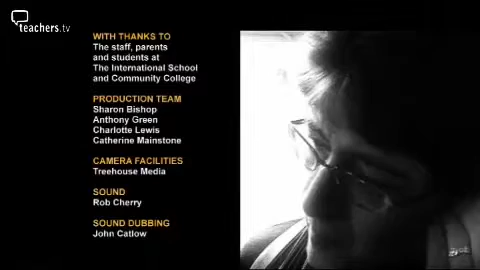 teachers.tv
WITH THANKS TO
The staff, parents
and students at
The International School
and Community College
PRODUCTION TEAM
Sharon Bishop
Anthony Green
Charlotte Lewis
Catherine Mainstone
CAMERA FACILITIES
Treehouse Media
SOUND
Rob Cherry
SOUND DUBBING
John Catlow